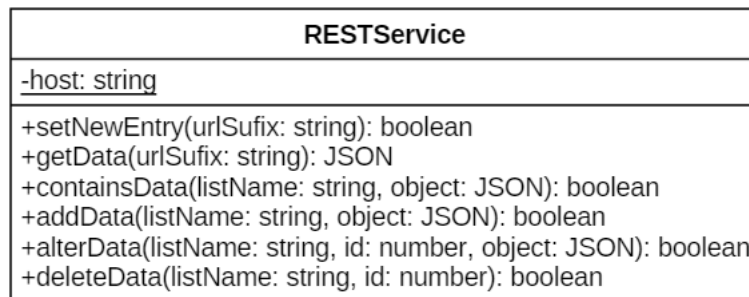 RESTService
-host: string
+setNewEntry(urlSufix: string): boolean
+getData(urlSufix: string): JSON
+containsData(listName: string, object: JSON): boolean
+addData(listName: string, object: JSON): boolean
+alterData(listName: string, id: number, object: JSON): boolean
+deleteData(listName: string, id: number): boolean